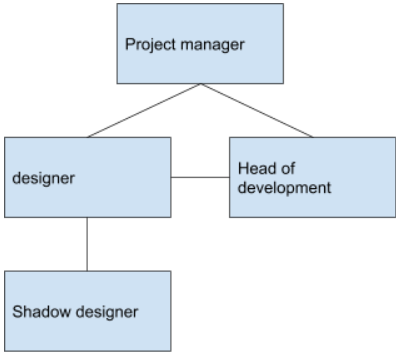 Project manager
designer
Head of
development
Shadow designer